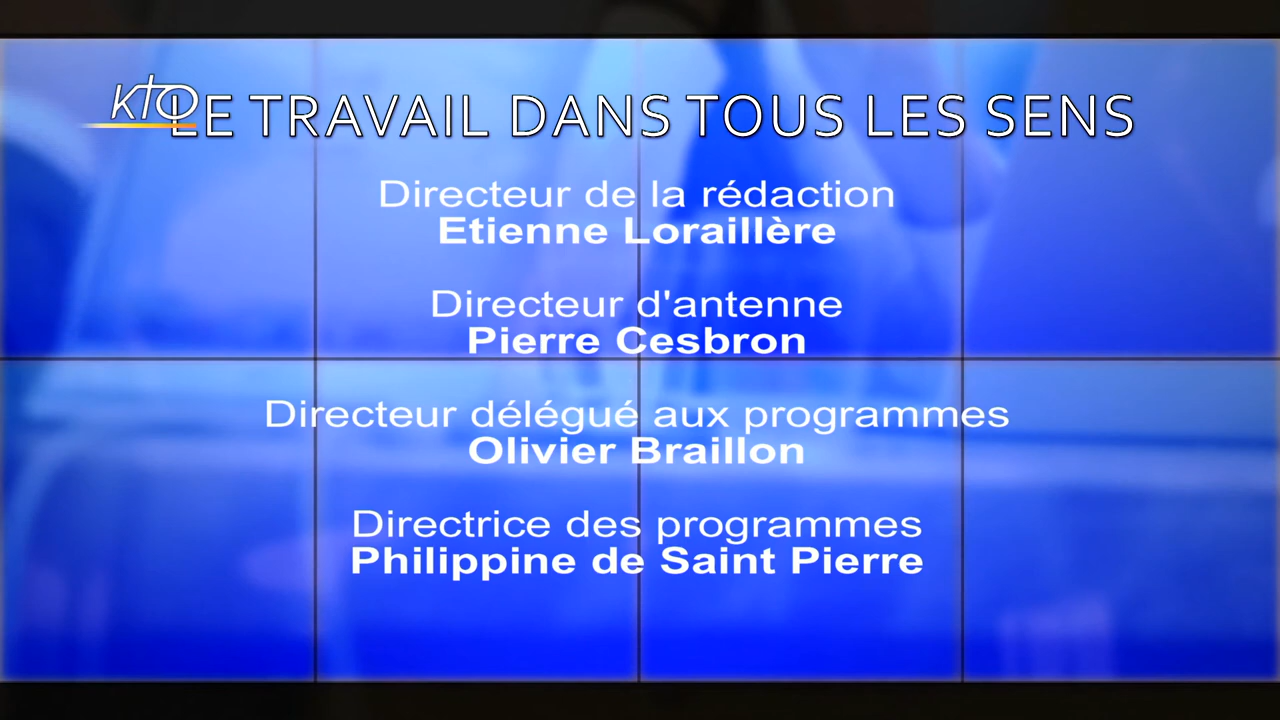 KTO
LE TRAVAIL DANS TOUS LES SENS
Directeur de la rédaction
Etienne Loraillère
Directeur d'antenne
Pierre Cesbron
Directeur délégué aux programmes
Olivier Braillon
Directrice des programmes
Philippine de Saint Pierre